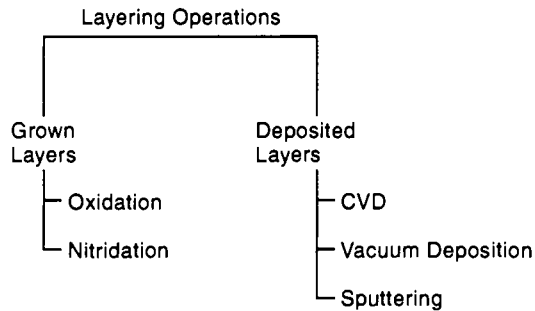 Layering Operations
Grown
Layers
Oxidation
Nitridation
Deposited
Layers
CVD
Vacuum Deposition
Sputtering